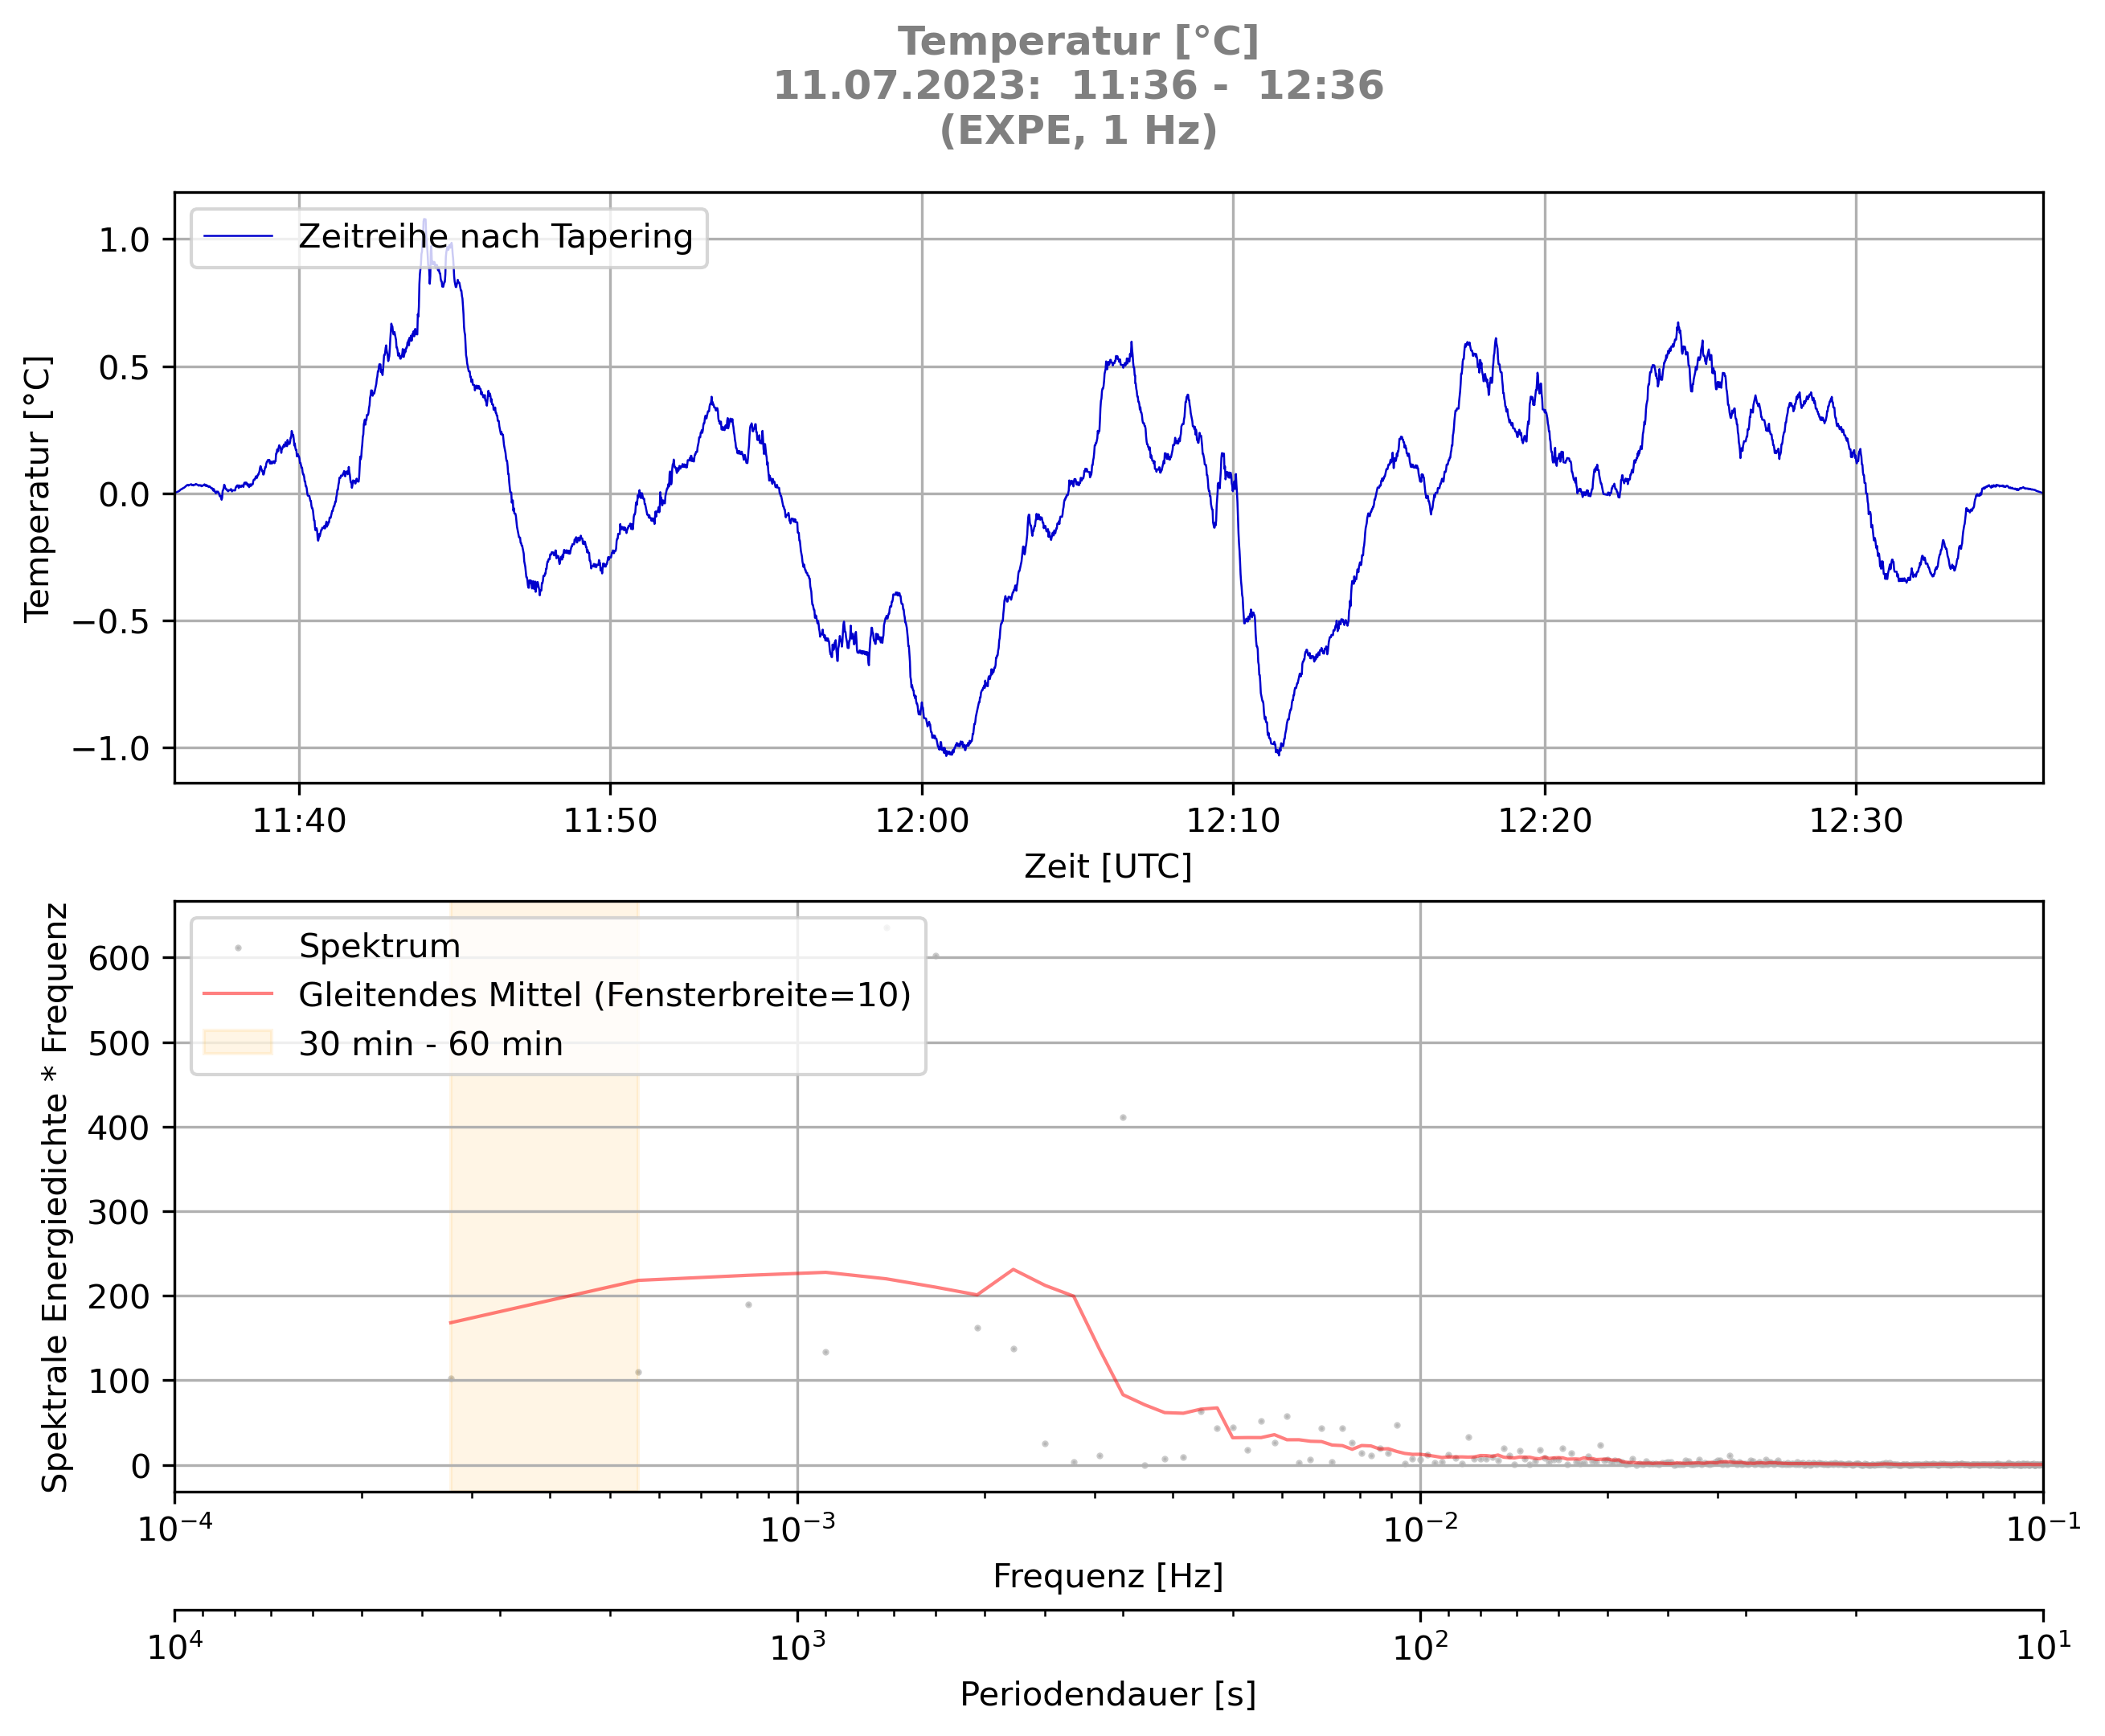 Temperatur [°C]
11.07.2023:  11:36 -  12:36
(EXPE, 1 Hz)
Zeitreihe nach Tapering
Temperatur [°C]
1.0
0.5
0.0
−0.5
−1.0
11:40 11:50 12:00 12:10 12:20 12:30
Zeit [UTC]
Spektrum
Gleitendes Mittel (Fensterbreite=10)
30 min - 60 min
Spektrale Energiedichte * Frequenz
600
500
400
300
200
100
0
10⁻⁴ 10⁻³ 10⁻² 10⁻¹
Frequenz [Hz]
10⁴ 10³ 10² 10¹
Periodendauer [s]